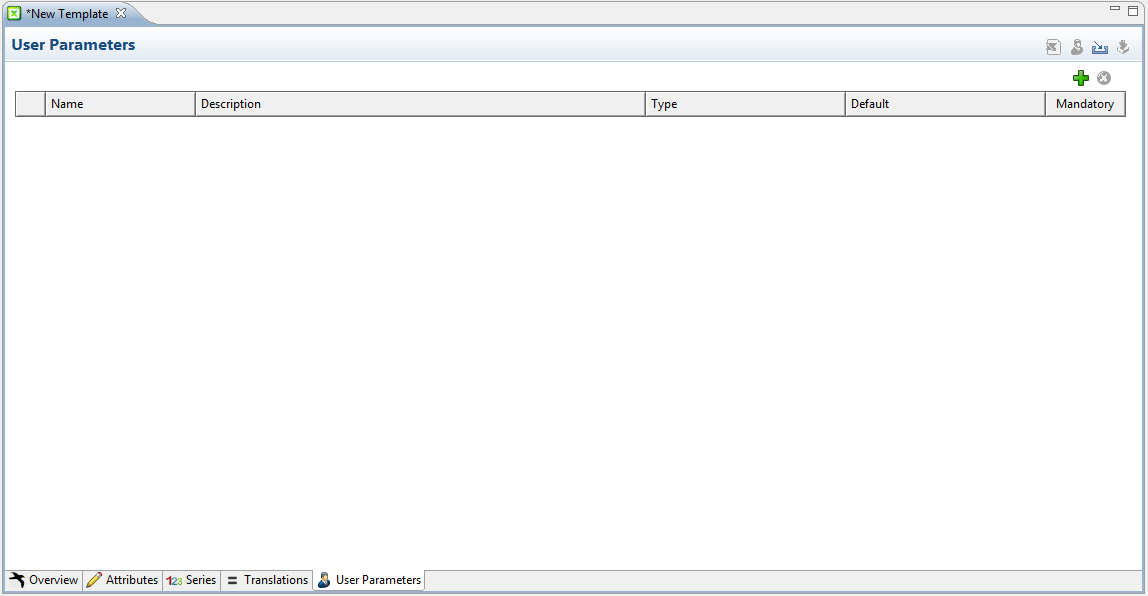 *New Template
User Parameters
Name Description Type Default Mandatory
Overview Attributes 123 Series Translations User Parameters